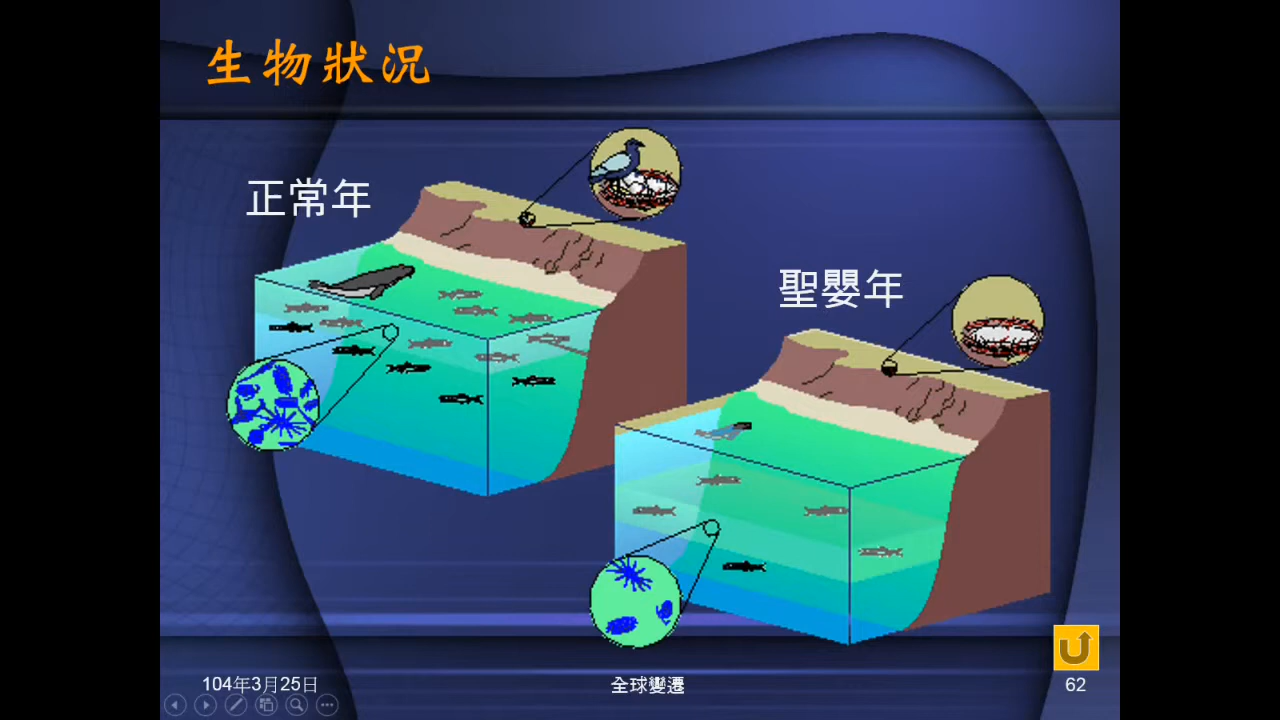 生物狀況
正常年
聖嬰年
104年3月25日
全球變遷
62